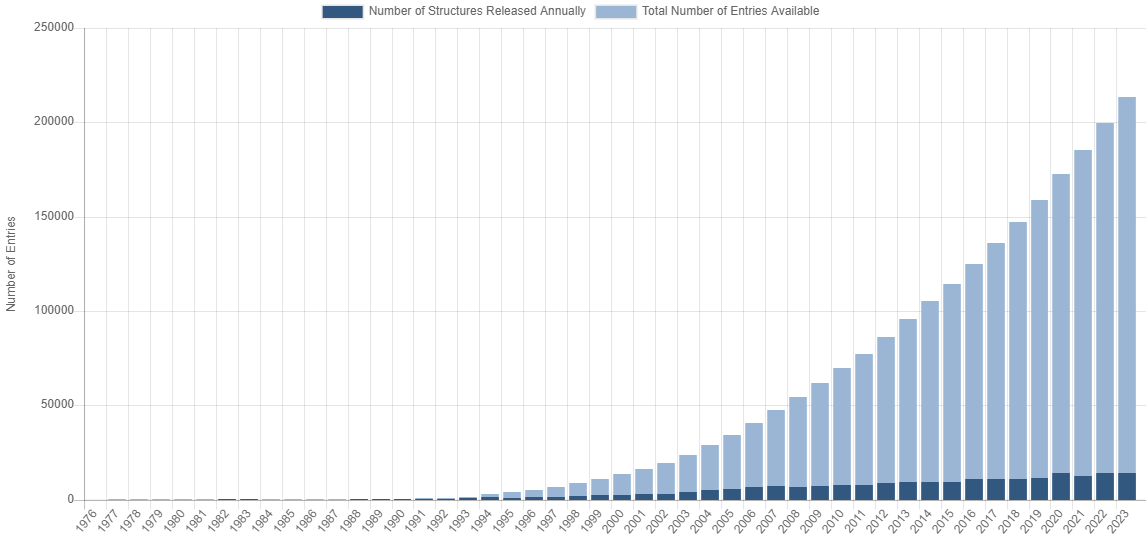 Number of Structures Released Annually Total Number of Entries Available
Number of Entries
250000
200000
150000
100000
50000
0
1976 1977 1978 1979 1980 1981 1982 1983 1984 1985 1986 1987 1988 1989 1990 1991 1992 1993 1994 1995 1996 1997 1998 1999 2000 2001 2002 2003 2004 2005 2006 2007 2008 2009 2010 2011 2012 2013 2014 2015 2016 2017 2018 2019 2020 2021 2022 2023